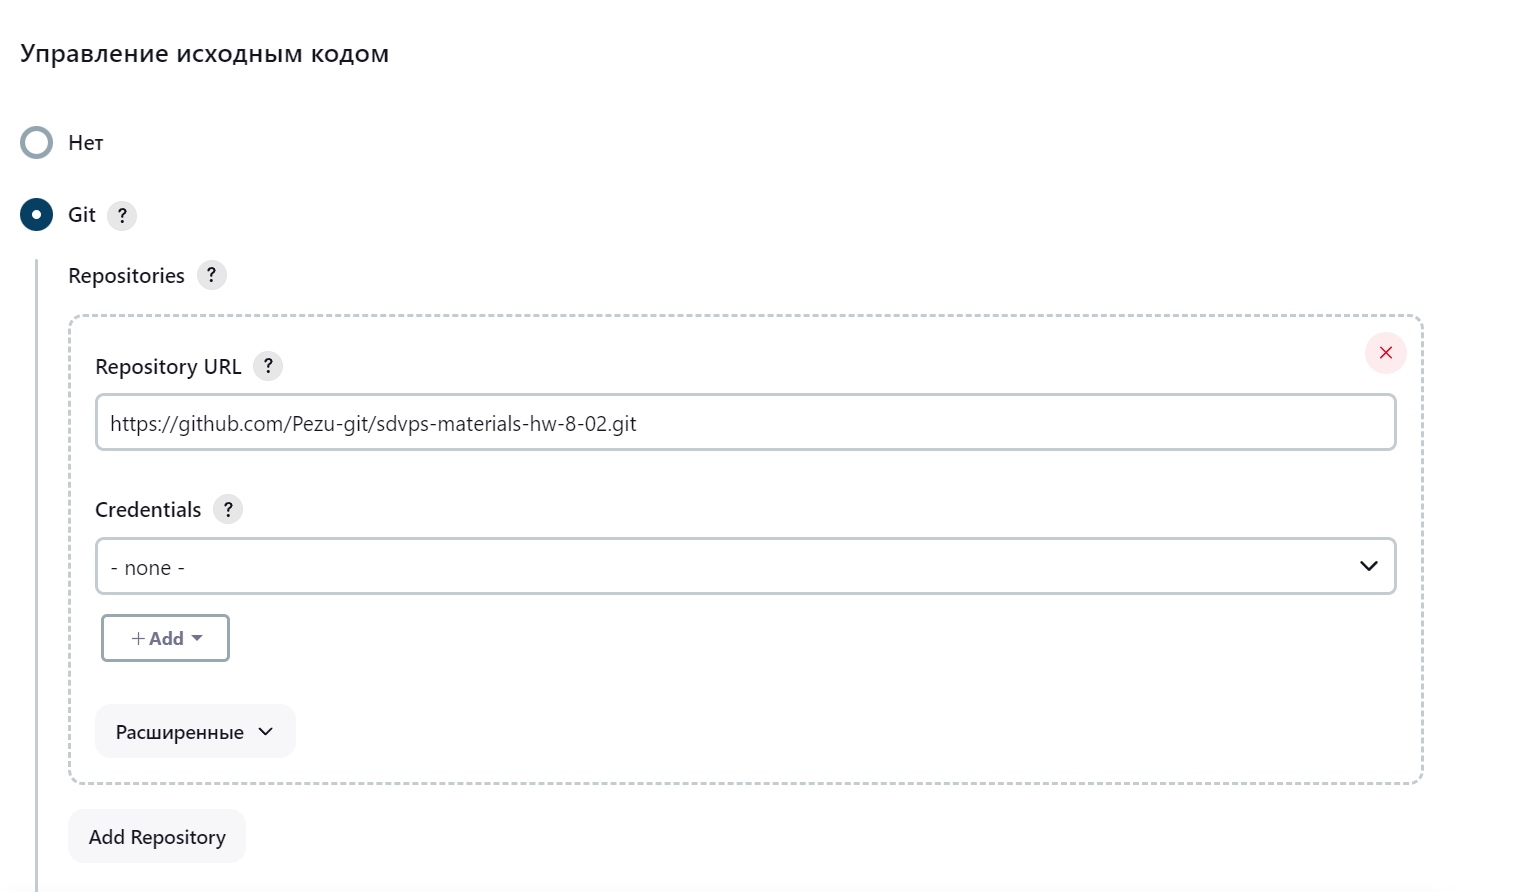 Управление исходным кодом
Нет
Git ?
Repositories ?
Repository URL ?
https://github.com/Pezu-git/sdvps-materials-hw-8-02.git
Credentials ?
- none -
+ Add
Расширенные
Add Repository